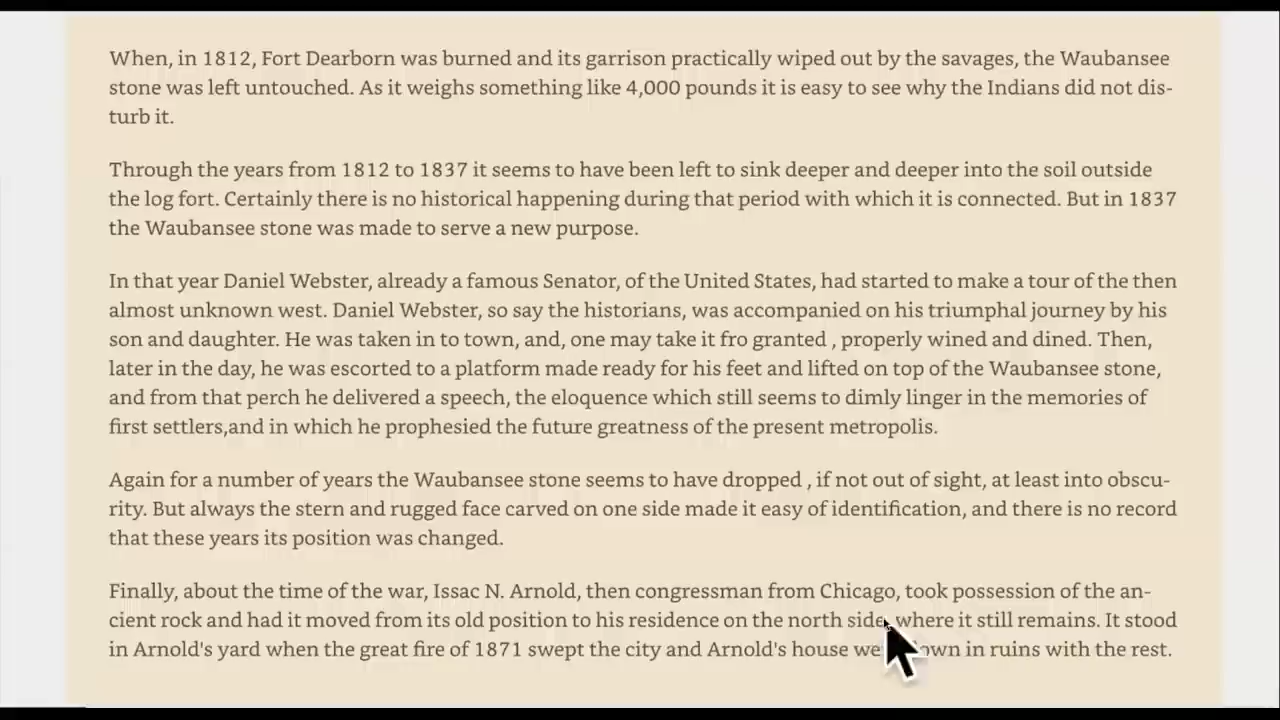 When, in 1812, Fort Dearborn was burned and its garrison practically wiped out by the savages, the Waubansee
stone was left untouched. As it weighs something like 4,000 pounds it is easy to see why the Indians did not dis-
turb it.
Through the years from 1812 to 1837 it seems to have been left to sink deeper and deeper into the soil outside
the log fort. Certainly there is no historical happening during that period with which it is connected. But in 1837
the Waubansee stone was made to serve a new purpose.
In that year Daniel Webster, already a famous Senator, of the United States, had started to make a tour of the then
almost unknown west. Daniel Webster, so say the historians, was accompanied on his triumphal journey by his
son and daughter. He was taken in to town, and, one may take it fro granted , properly wined and dined. Then,
later in the day, he was escorted to a platform made ready for his feet and lifted on top of the Waubansee stone,
and from that perch he delivered a speech, the eloquence which still seems to dimly linger in the memories of
first settlers,and in which he prophesied the future greatness of the present metropolis.
Again for a number of years the Waubansee stone seems to have dropped , if not out of sight, at least into obscu-
rity. But always the stern and rugged face carved on one side made it easy of identification, and there is no record
that these years its position was changed.
Finally, about the time of the war, Issac N. Arnold, then congressman from Chicago, took possession of the an-
cient rock and had it moved from its old position to his residence on the north side, where it still remains. It stood
in Arnold's yard when the great fire of 1871 swept the city and Arnold's house in ruins with the rest.